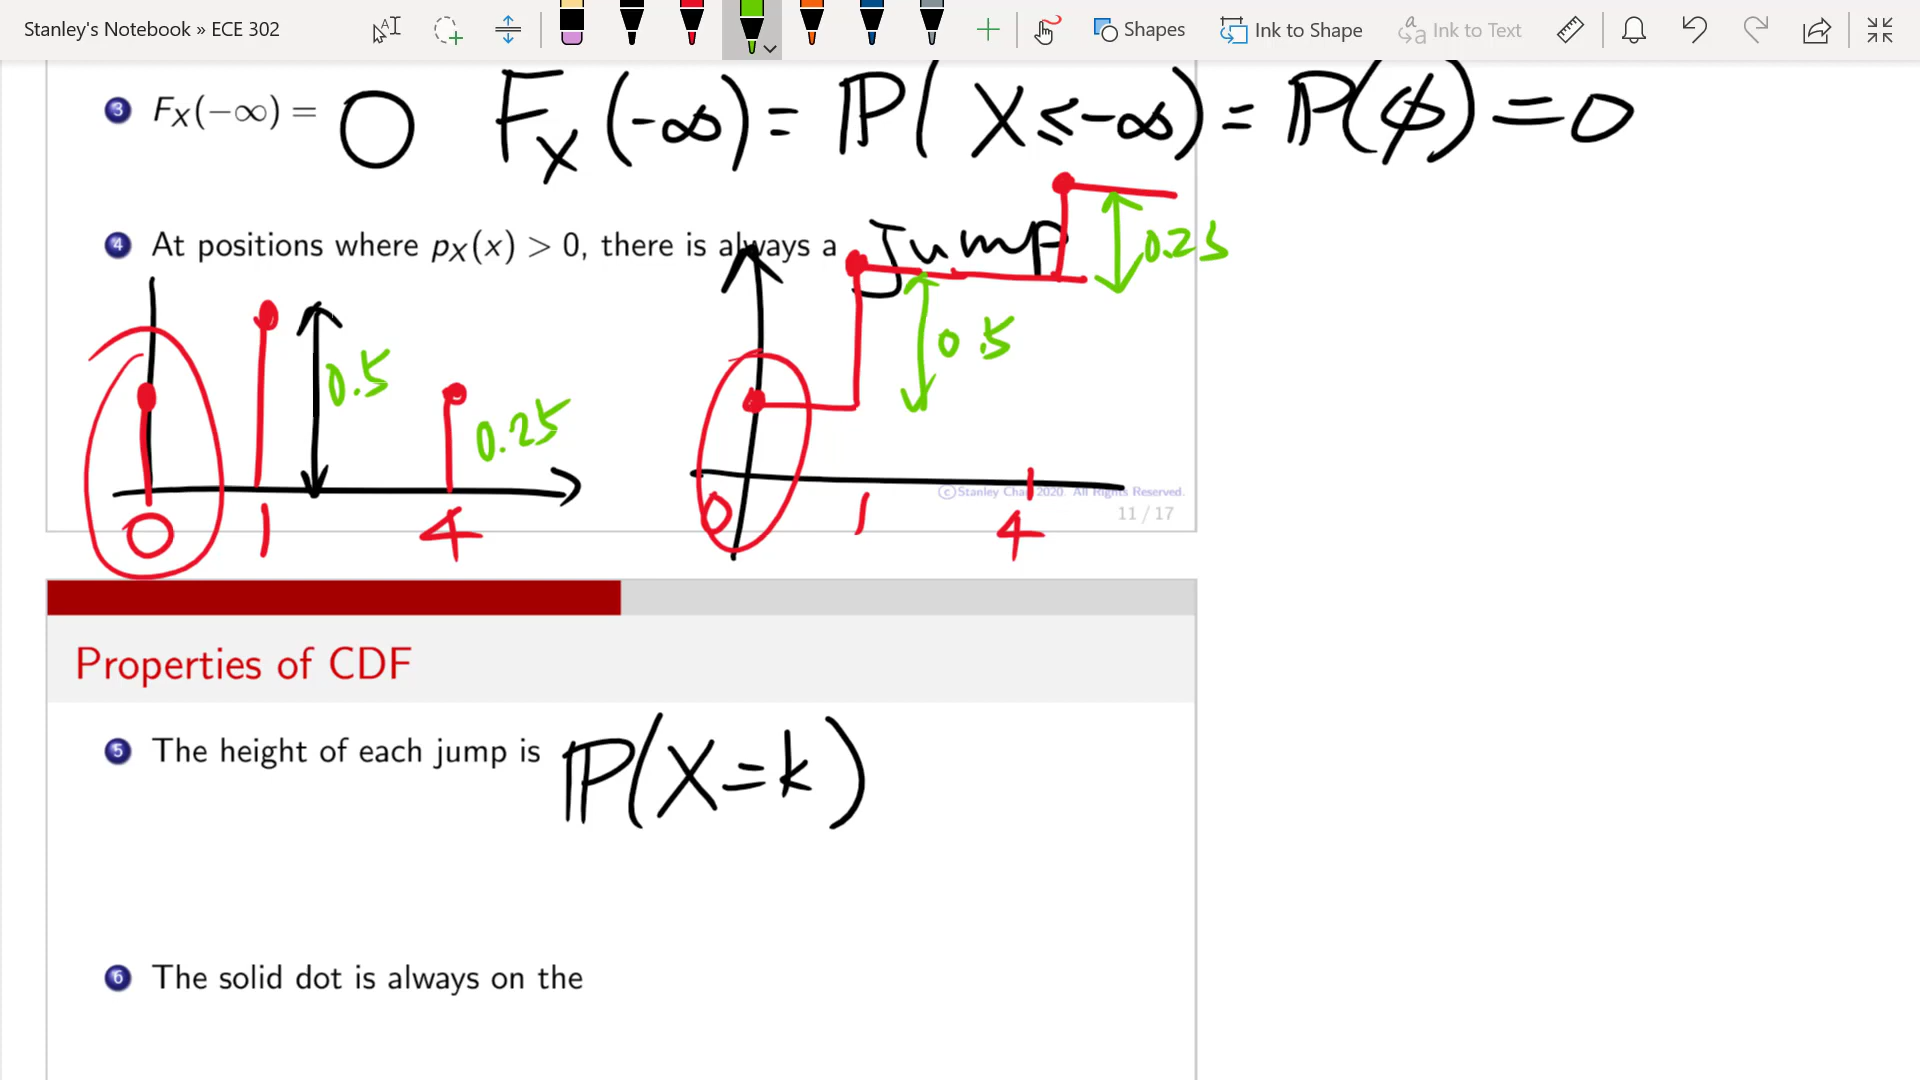 Stanley's Notebook » ECE 302
Shapes
Ink to Shape
Ink to Text
3 F_X(−∞) = 0 F_X(-∞) = P(X≤-∞) = P(ϕ) = 0
4 At positions where p_X(x) > 0, there is always a Jump
0.25
0.5
0.5
0.25
0 1 4
0 1 4
©Stanley Chan 2020. All Rights Reserved.
11 / 17
Properties of CDF
5 The height of each jump is P(X=k)
6 The solid dot is always on the